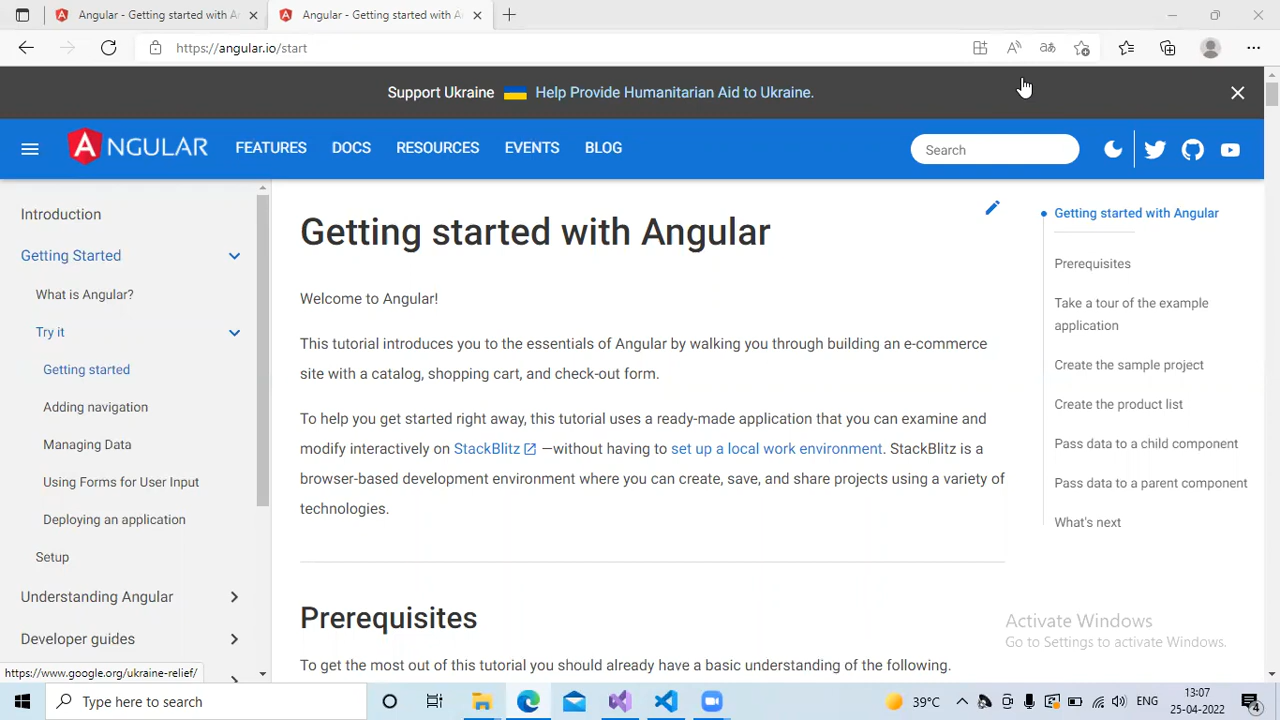 Angular - Getting started with A
Angular - Getting started with A
https://angular.io/start
Support Ukraine Help Provide Humanitarian Aid to Ukraine.
ANGULAR FEATURES DOCS RESOURCES EVENTS BLOG Search
Introduction
Getting Started
What is Angular?
Try it
Getting started
Adding navigation
Managing Data
Using Forms for User Input
Deploying an application
Setup
Understanding Angular
Developer guides
https://www.google.org/ukraine-relief/
Getting started with Angular
Welcome to Angular!
This tutorial introduces you to the essentials of Angular by walking you through building an e-commerce
site with a catalog, shopping cart, and check-out form.
To help you get started right away, this tutorial uses a ready-made application that you can examine and
modify interactively on StackBlitz —without having to set up a local work environment. StackBlitz is a
browser-based development environment where you can create, save, and share projects using a variety of
technologies.
Prerequisites
To get the most out of this tutorial you should already have a basic understanding of the following.
Getting started with Angular
Prerequisites
Take a tour of the example
application
Create the sample project
Create the product list
Pass data to a child component
Pass data to a parent component
What's next
Activate Windows
Go to Settings to activate Windows.
Type here to search
39°C
ENG
13:07
25-04-2022
4